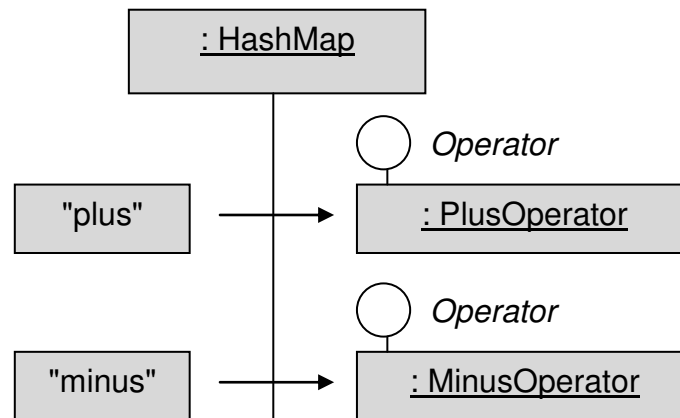 : HashMap
Operator
"plus"
: PlusOperator
Operator
"minus"
: MinusOperator